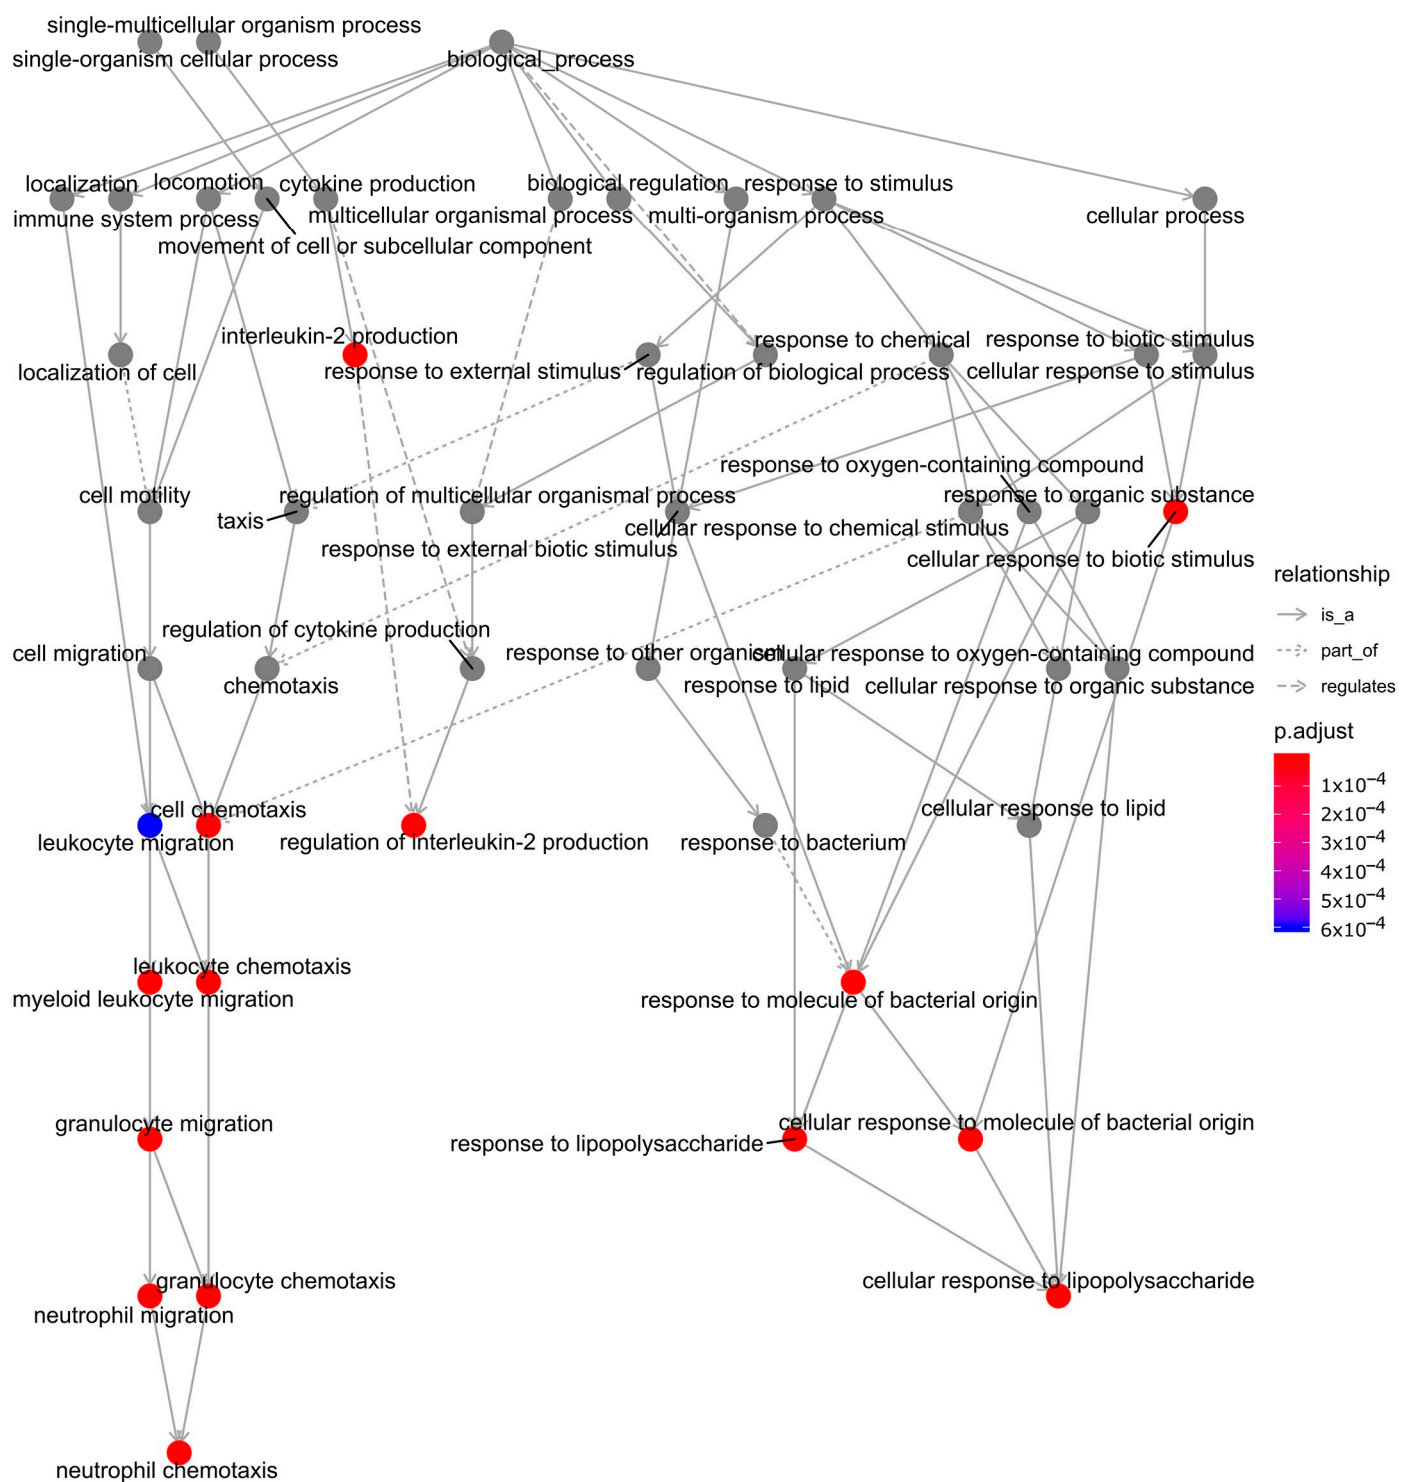 single-multicellular organism process
single-organism cellular process
biological_process
localization
locomotion
cytokine production
biological regulation
response to stimulus
immune system process
multicellular organismal process
multi-organism process
cellular process
movement of cell or subcellular component
interleukin-2 production
response to chemical
response to biotic stimulus
localization of cell
response to external stimulus
regulation of biological process
cellular response to stimulus
response to oxygen-containing compound
cell motility
regulation of multicellular organismal process
response to organic substance
taxis
cellular response to chemical stimulus
response to external biotic stimulus
cellular response to biotic stimulus
relationship
is_a
part_of
regulates
regulation of cytokine production
cell migration
response to other organism
cellular response to oxygen-containing compound
chemotaxis
response to lipid
cellular response to organic substance
p.adjust
1x10−4
2x10−4
3x10−4
4x10−4
5x10−4
6x10−4
cell chemotaxis
cellular response to lipid
leukocyte migration
regulation of interleukin-2 production
response to bacterium
leukocyte chemotaxis
myeloid leukocyte migration
response to molecule of bacterial origin
granulocyte migration
cellular response to molecule of bacterial origin
response to lipopolysaccharide
granulocyte chemotaxis
cellular response to lipopolysaccharide
neutrophil migration
neutrophil chemotaxis